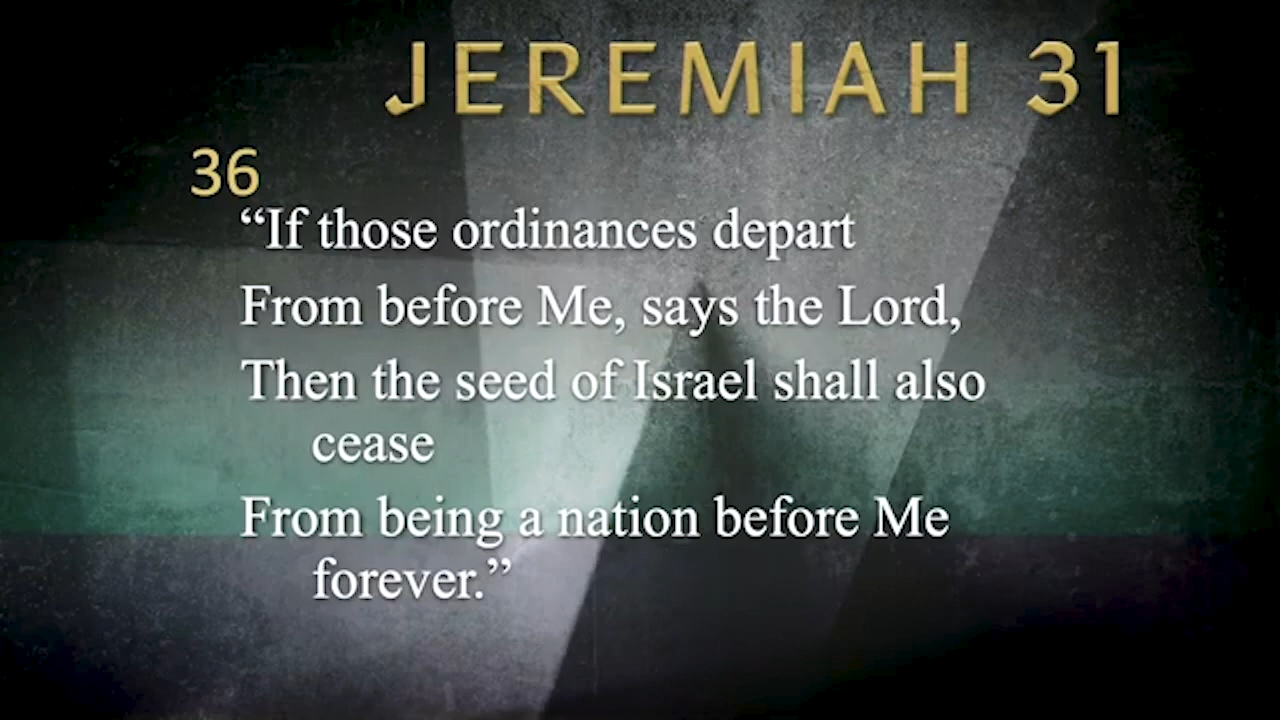 JEREMIAH 31
36
“If those ordinances depart
From before Me, says the Lord,
Then the seed of Israel shall also
cease
From being a nation before Me
forever.”